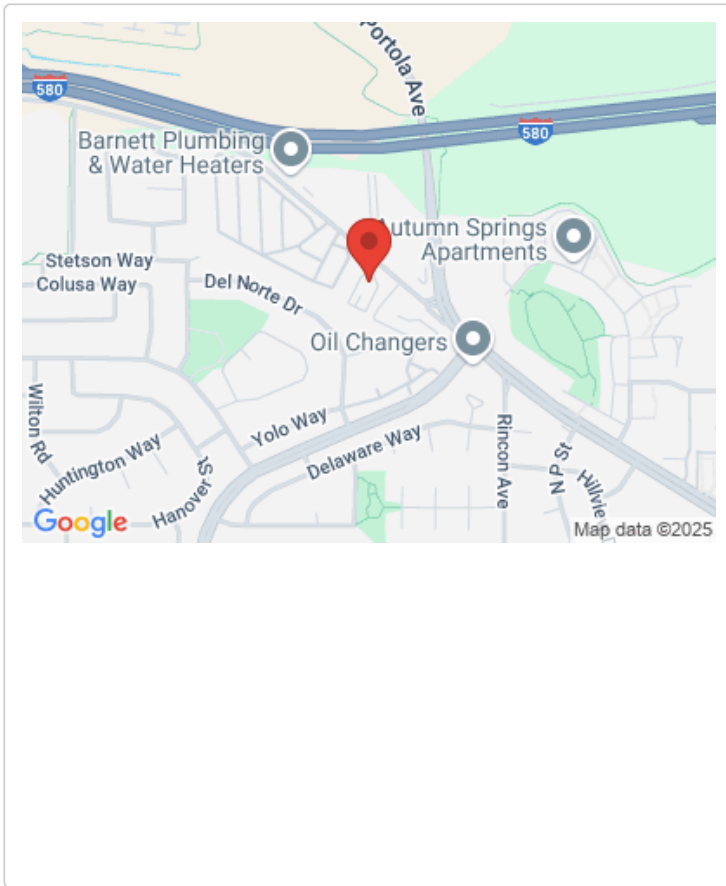 Portola Ave
580
580
Barnett Plumbing
& Water Heaters
Autumn Springs
Apartments
Stetson Way
Colusa Way
Del Norte Dr
Oil Changers
Wilton Rd
Yolo Way
Rincon Ave
Huntington Way
Delaware Way
N P St
Hanover St
Google
Map data ©2025